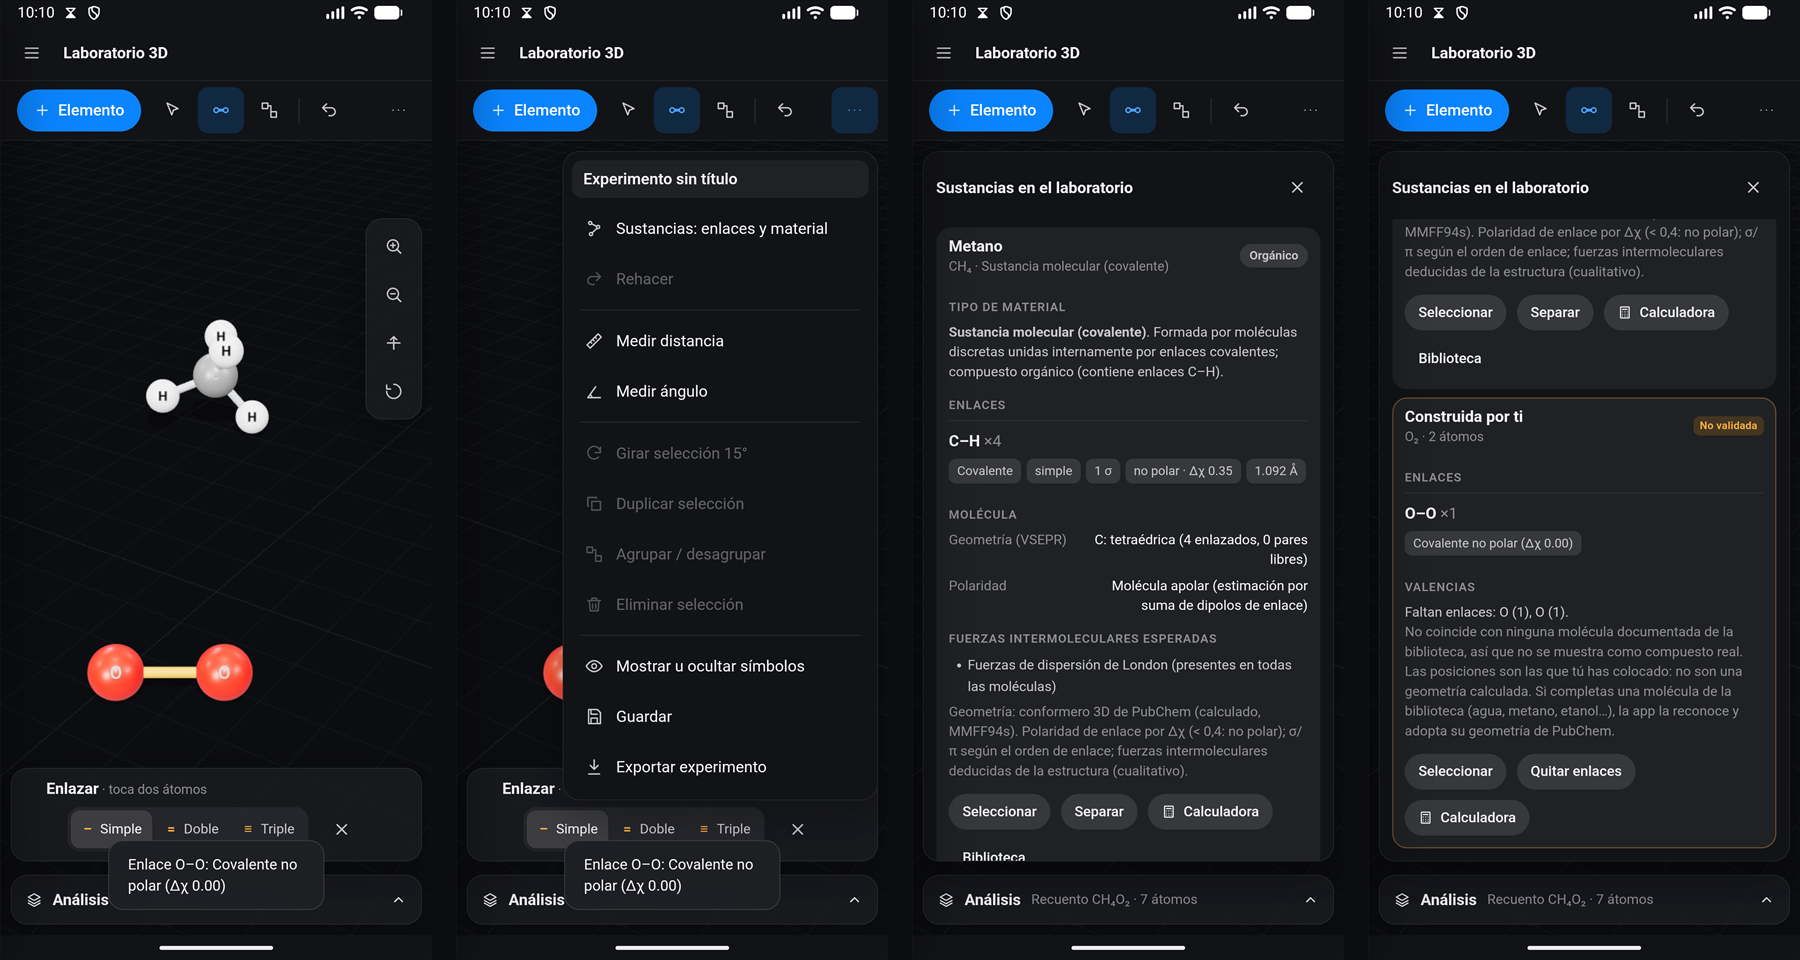 10:10
Laboratorio 3D
+ Elemento
H
H
H
H
O
O
Enlazar · toca dos átomos
Simple
Doble
Triple
Enlace O–O: Covalente no
polar (Δχ 0.00)
Análisis
10:10
Laboratorio 3D
+ Elemento
Experimento sin título
Sustancias: enlaces y material
Rehacer
Medir distancia
Medir ángulo
Girar selección 15°
Duplicar selección
Agrupar / desagrupar
Eliminar selección
Mostrar u ocultar símbolos
Guardar
Exportar experimento
Enlazar ·
Simple
Doble
Triple
Enlace O–O: Covalente no
polar (Δχ 0.00)
Análisis
10:10
Laboratorio 3D
+ Elemento
Sustancias en el laboratorio
Metano
CH₄ · Sustancia molecular (covalente)
Orgánico
TIPO DE MATERIAL
Sustancia molecular (covalente). Formada por moléculas
discretas unidas internamente por enlaces covalentes;
compuesto orgánico (contiene enlaces C–H).
ENLACES
C–H ×4
Covalente
simple
1 σ
no polar · Δχ 0.35
1.092 Å
MOLÉCULA
Geometría (VSEPR)
C: tetraédrica (4 enlazados, 0 pares
libres)
Polaridad
Molécula apolar (estimación por
suma de dipolos de enlace)
FUERZAS INTERMOLECULARES ESPERADAS
• Fuerzas de dispersión de London (presentes en todas
las moléculas)
Geometría: conformero 3D de PubChem (calculado,
MMFF94s). Polaridad de enlace por Δχ (< 0,4: no polar); σ/
π según el orden de enlace; fuerzas intermoleculares
deducidas de la estructura (cualitativo).
Seleccionar
Separar
Calculadora
Biblioteca
Análisis Recuento CH₄O₂ · 7 átomos
10:10
Laboratorio 3D
+ Elemento
Sustancias en el laboratorio
MMFF94s). Polaridad de enlace por Δχ (< 0,4: no polar); σ/
π según el orden de enlace; fuerzas intermoleculares
deducidas de la estructura (cualitativo).
Seleccionar
Separar
Calculadora
Biblioteca
Construida por ti
O₂ · 2 átomos
No validada
ENLACES
O–O ×1
Covalente no polar (Δχ 0.00)
VALENCIAS
Faltan enlaces: O (1), O (1).
No coincide con ninguna molécula documentada de la
biblioteca, así que no se muestra como compuesto real.
Las posiciones son las que tú has colocado: no son una
geometría calculada. Si completas una molécula de la
biblioteca (agua, metano, etanol…), la app la reconoce y
adopta su geometría de PubChem.
Seleccionar
Quitar enlaces
Calculadora
Análisis Recuento CH₄O₂ · 7 átomos